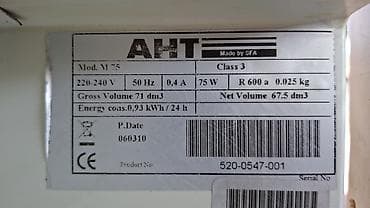 AHT
Made by SFA
Mod. M 75 Class 3
220-240 V 50 Hz 0,4 A 75 W R 600 a 0.025 kg
Gross Volume 71 dm3 Net Volume 67.5 dm3
Energy coas.0,93 kWh / 24 h
P.Date
060310
Product No: 520-0547-001
Serial No